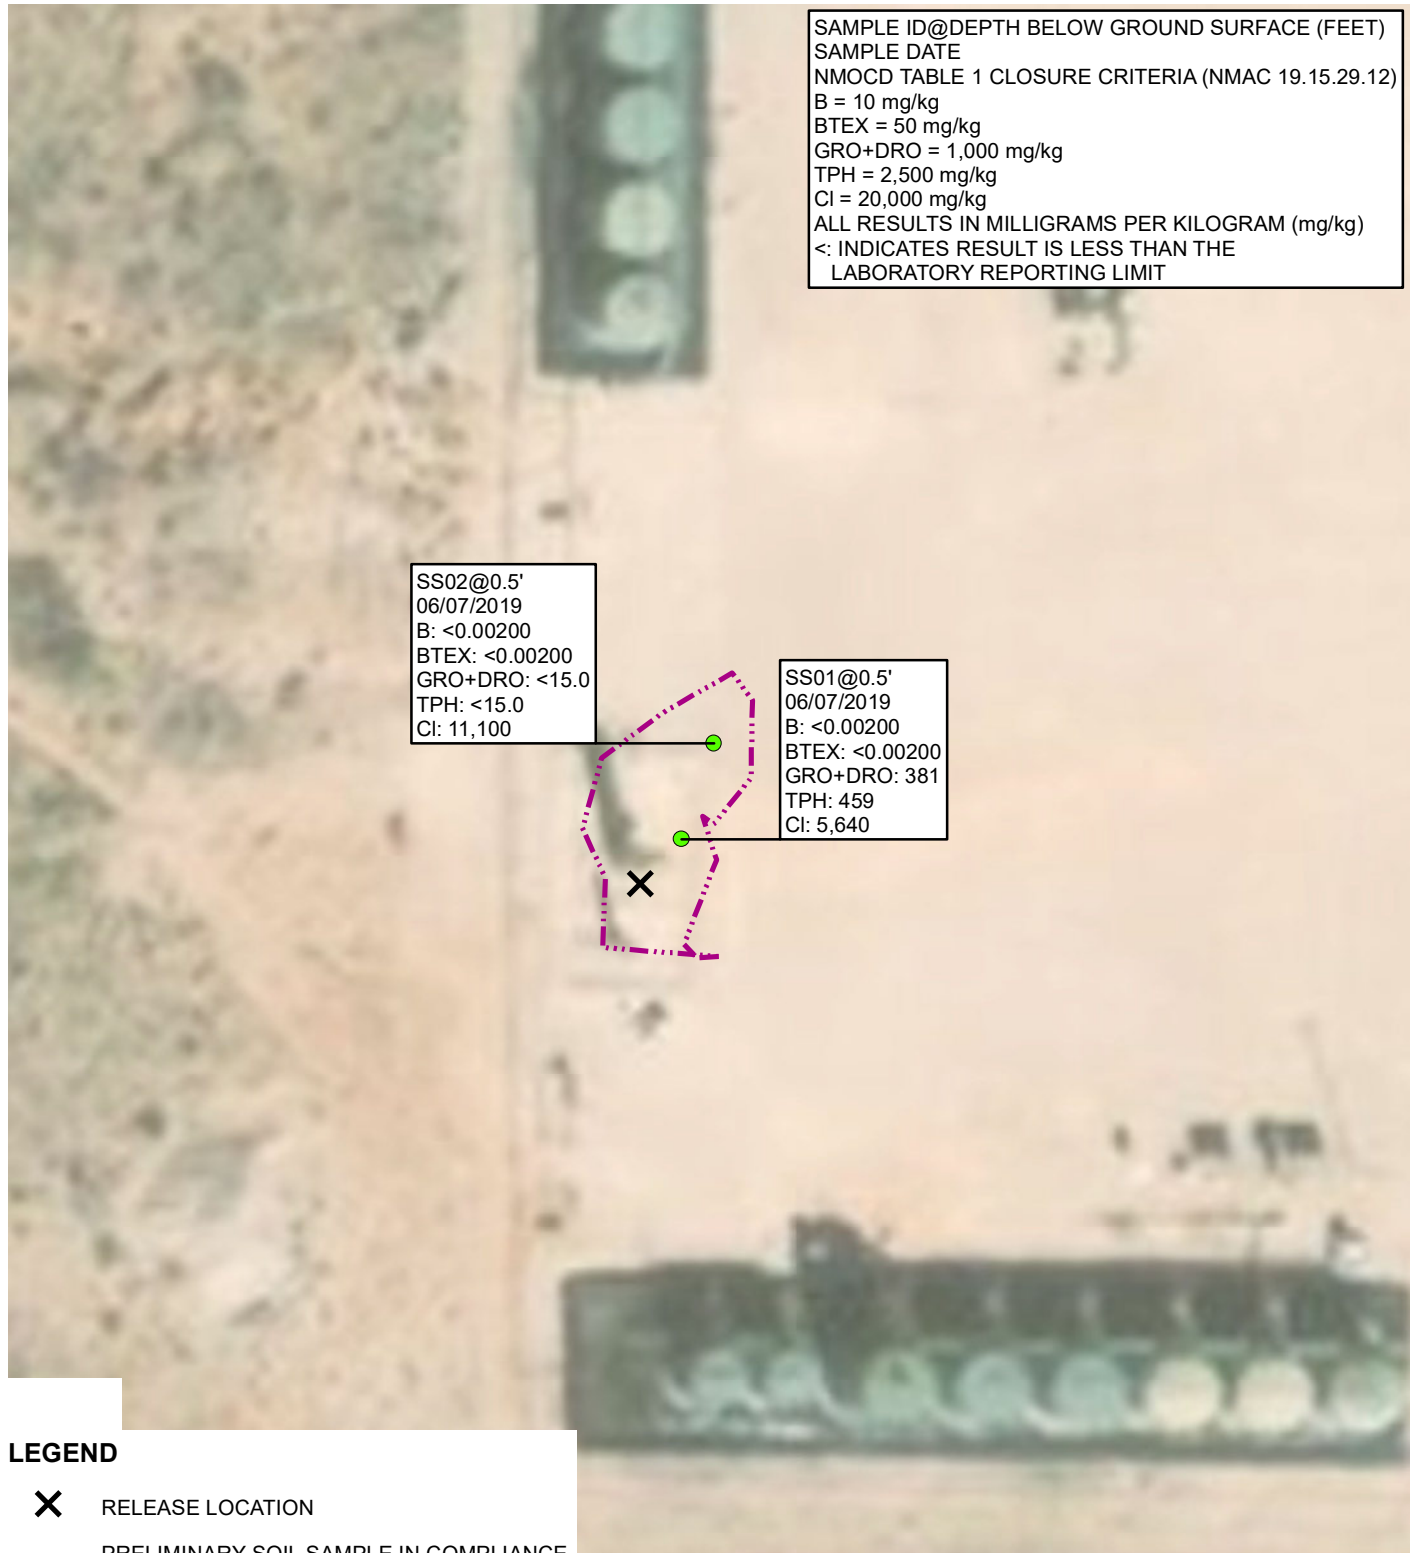 SAMPLE ID@DEPTH BELOW GROUND SURFACE (FEET)
SAMPLE DATE
NMOCD TABLE 1 CLOSURE CRITERIA (NMAC 19.15.29.12)
B = 10 mg/kg
BTEX = 50 mg/kg
GRO+DRO = 1,000 mg/kg
TPH = 2,500 mg/kg
Cl = 20,000 mg/kg
ALL RESULTS IN MILLIGRAMS PER KILOGRAM (mg/kg)
<: INDICATES RESULT IS LESS THAN THE
LABORATORY REPORTING LIMIT
SS02@0.5'
06/07/2019
B: <0.00200
BTEX: <0.00200
GRO+DRO: <15.0
TPH: <15.0
Cl: 11,100
SS01@0.5'
06/07/2019
B: <0.00200
BTEX: <0.00200
GRO+DRO: 381
TPH: 459
Cl: 5,640
LEGEND
RELEASE LOCATION
PRELIMINARY SOIL SAMPLE IN COMPLIANCE